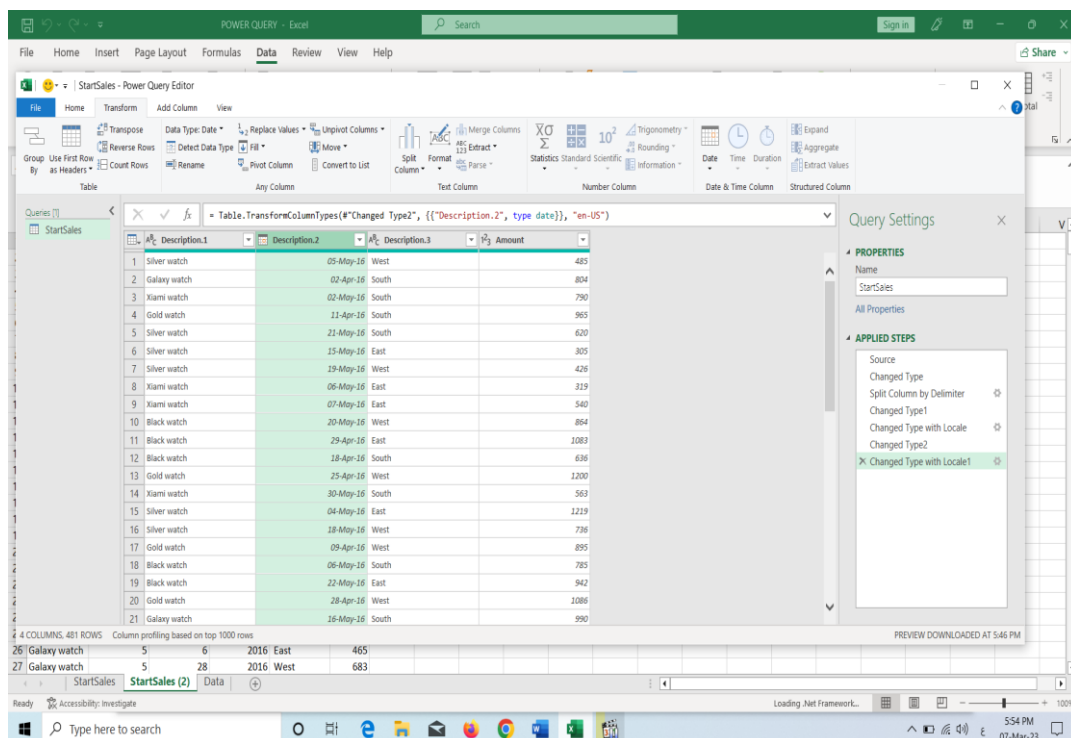 POWER QUERY - Excel
Search
Sign in
File Home Insert Page Layout Formulas Data Review View Help
Share
StartSales - Power Query Editor
File Home Transform Add Column View
Transpose
Reverse Rows
Count Rows
Group By
Use First Row as Headers
Table
Data Type: Date
Detect Data Type
Rename
Replace Values
Fill
Pivot Column
Unpivot Columns
Move
Convert to List
Any Column
Split Column
Format
Merge Columns
Extract
Parse
Text Column
Statistics
Standard
Scientific
Trigonometry
Rounding
Information
Number Column
Date
Time
Duration
Date & Time Column
Expand
Aggregate
Extract Values
Structured Column
Queries [1]
StartSales
= Table.TransformColumnTypes(#"Changed Type2", {{"Description.2", type date}}, "en-US")
Description.1 Description.2 Description.3 Amount
1 Silver watch 05-May-16 West 485
2 Galaxy watch 02-Apr-16 South 804
3 Xiami watch 02-May-16 South 790
4 Gold watch 11-Apr-16 South 965
5 Silver watch 21-May-16 South 620
6 Silver watch 15-May-16 East 305
7 Silver watch 19-May-16 West 426
8 Xiami watch 06-May-16 East 319
9 Xiami watch 07-May-16 East 540
10 Black watch 20-May-16 West 864
11 Black watch 29-Apr-16 East 1083
12 Black watch 18-Apr-16 South 636
13 Gold watch 25-Apr-16 West 1200
14 Xiami watch 30-May-16 South 563
15 Silver watch 04-May-16 East 1219
16 Silver watch 18-May-16 West 736
17 Gold watch 09-Apr-16 West 895
18 Black watch 06-May-16 South 785
19 Black watch 22-May-16 East 942
20 Gold watch 28-Apr-16 West 1086
21 Galaxy watch 16-May-16 South 990
Query Settings
PROPERTIES
Name
StartSales
All Properties
APPLIED STEPS
Source
Changed Type
Split Column by Delimiter
Changed Type1
Changed Type with Locale
Changed Type2
Changed Type with Locale1
4 COLUMNS, 481 ROWS Column profiling based on top 1000 rows
PREVIEW DOWNLOADED AT 5:46 PM
26 Galaxy watch 5 6 2016 East 465
27 Galaxy watch 5 28 2016 West 683
StartSales StartSales (2) Data
Ready Accessibility: Investigate
Loading .Net Framework...
100%
Type here to search
ع
5:54 PM
07-Mar-23